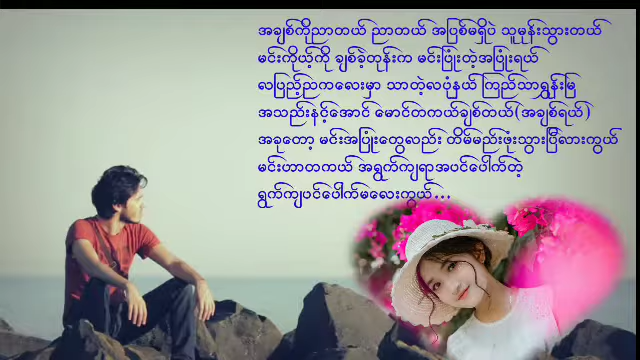 အချစ်ကိုညာတယ် ညာတယ် အပြစ်မရှိပဲ သူမုန်းသွားတယ်
မင်းကိုယ့်ကို ချစ်ခဲ့တုန်းက မင်းပြုံးတဲ့အပြုံးရယ်
လပြည့်ညကလေးမှာ သာတဲ့လပုံနယ် ကြည်သာရွှန်းမြ
အသည်းနင့်အောင် မောင်တကယ်ချစ်တယ်(အချစ်ရယ်)
အခုတော့ မင်းအပြုံးတွေလည်း တိမ်မည်းဖုံးသွားပြီလားကွယ်
မင်းဟာတကယ် အရွက်ကျရာအပင်ပေါက်တဲ့
ရွက်ကျပင်ပေါက်မလေးကွယ်...